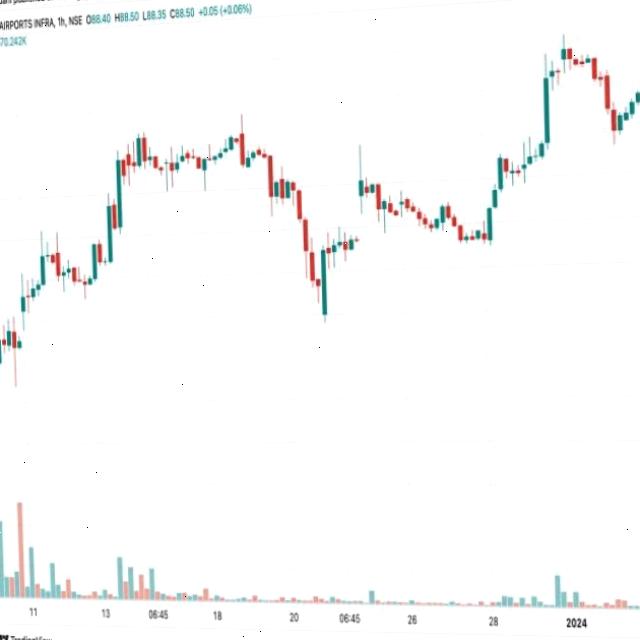 AIRPORTS INFRA, 1h, NSE O88.40 H88.50 L88.35 C88.50 +0.05 (+0.06%)
70.242K
11 13 06:45 18 20 06:45 26 28 2024
TradingView